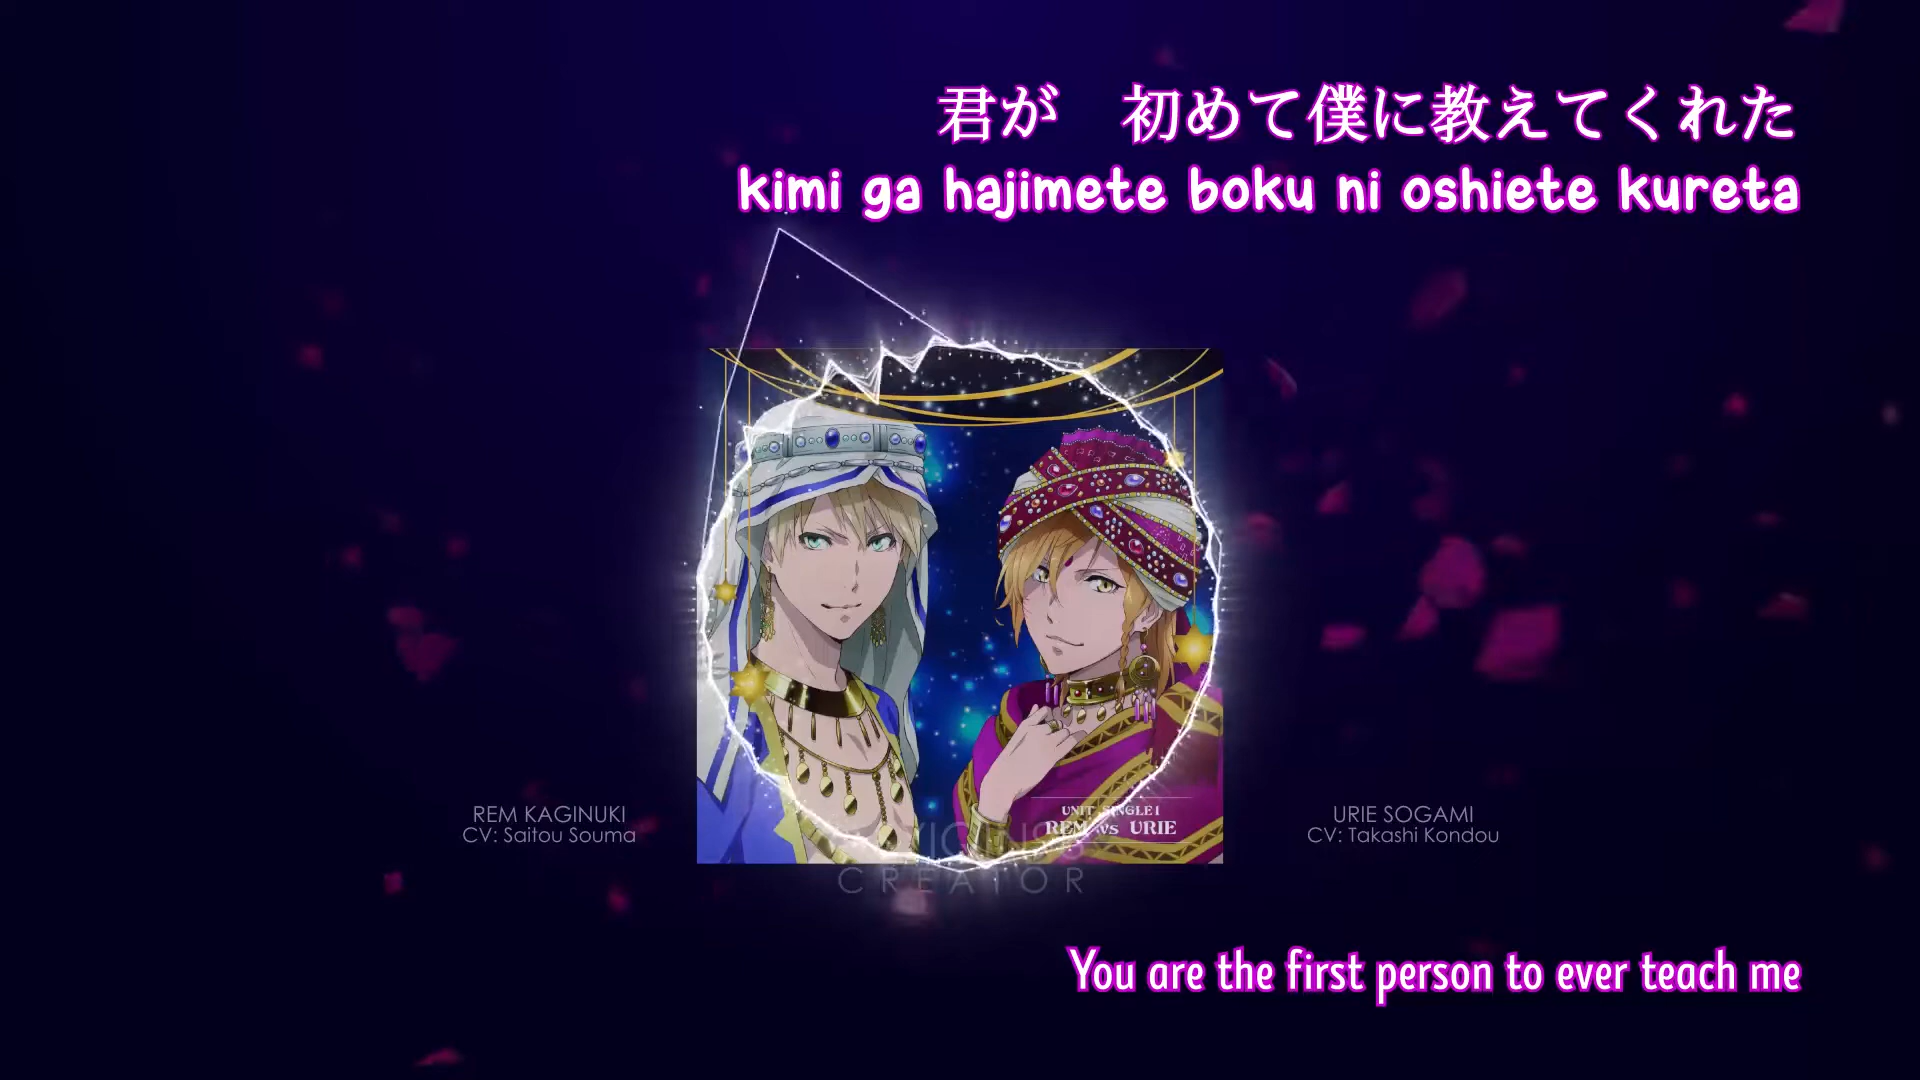 君が　初めて僕に教えてくれた
kimi ga hajimete boku ni oshiete kureta
REM KAGINUKI
CV: Saitou Souma
UNIT SINGLE 1
REM vs URIE
CREATOR
URIE SOGAMI
CV: Takashi Kondou
You are the first person to ever teach me